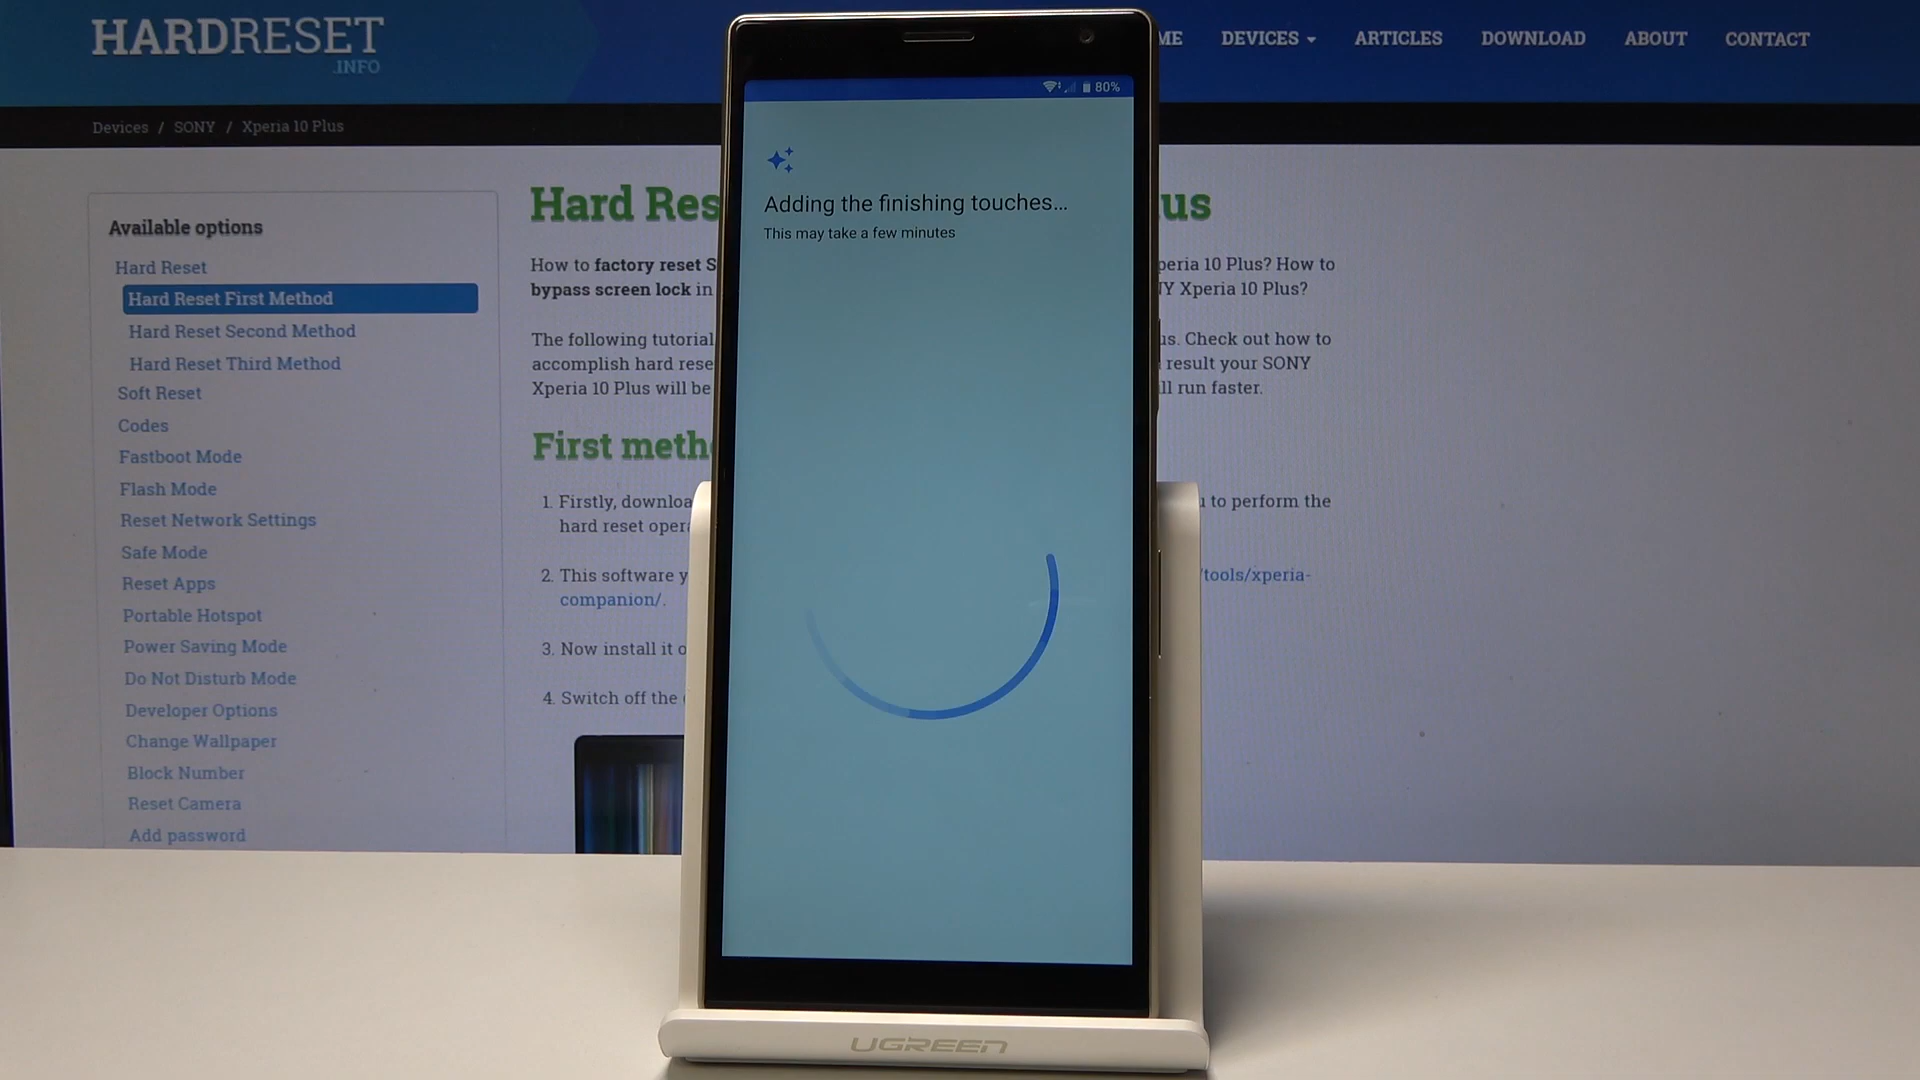 HARDRESET
.INFO
ME DEVICES ARTICLES DOWNLOAD ABOUT CONTACT
Devices / SONY / Xperia 10 Plus
Available options
Hard Reset
Hard Reset First Method
Hard Reset Second Method
Hard Reset Third Method
Soft Reset
Codes
Fastboot Mode
Flash Mode
Reset Network Settings
Safe Mode
Reset Apps
Portable Hotspot
Power Saving Mode
Do Not Disturb Mode
Developer Options
Change Wallpaper
Block Number
Reset Camera
Add password
Hard Res us
How to factory reset S peria 10 Plus? How to
bypass screen lock in Y Xperia 10 Plus?
The following tutorial us. Check out how to
accomplish hard rese result your SONY
Xperia 10 Plus will be ll run faster.
First meth
1. Firstly, downloa to perform the
hard reset oper
2. This software y /tools/xperia-
companion/.
3. Now install it o
4. Switch off the
80%
Adding the finishing touches...
This may take a few minutes
UGREEN